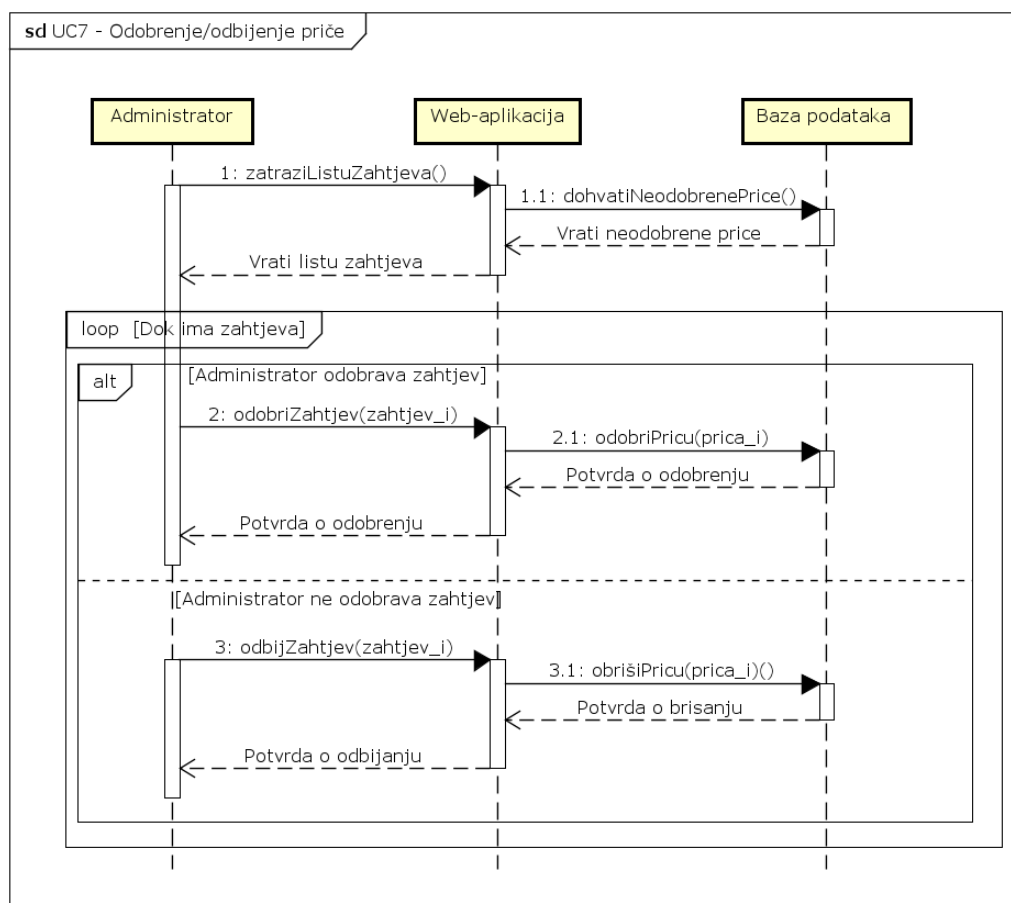 sd UC7 - Odobrenje/odbijenje priče
Administrator
Web-aplikacija
Baza podataka
1: zatraziListuZahtjeva()
1.1: dohvatiNeodobrenePrice()
Vrati neodobrene price
Vrati listu zahtjeva
loop [Dok ima zahtjeva]
alt
[Administrator odobrava zahtjev]
2: odobriZahtjev(zahtjev_i)
2.1: odobriPricu(prica_i)
Potvrda o odobrenju
Potvrda o odobrenju
[Administrator ne odobrava zahtjev]
3: odbijZahtjev(zahtjev_i)
3.1: obrišiPricu(prica_i)()
Potvrda o brisanju
Potvrda o odbijanju